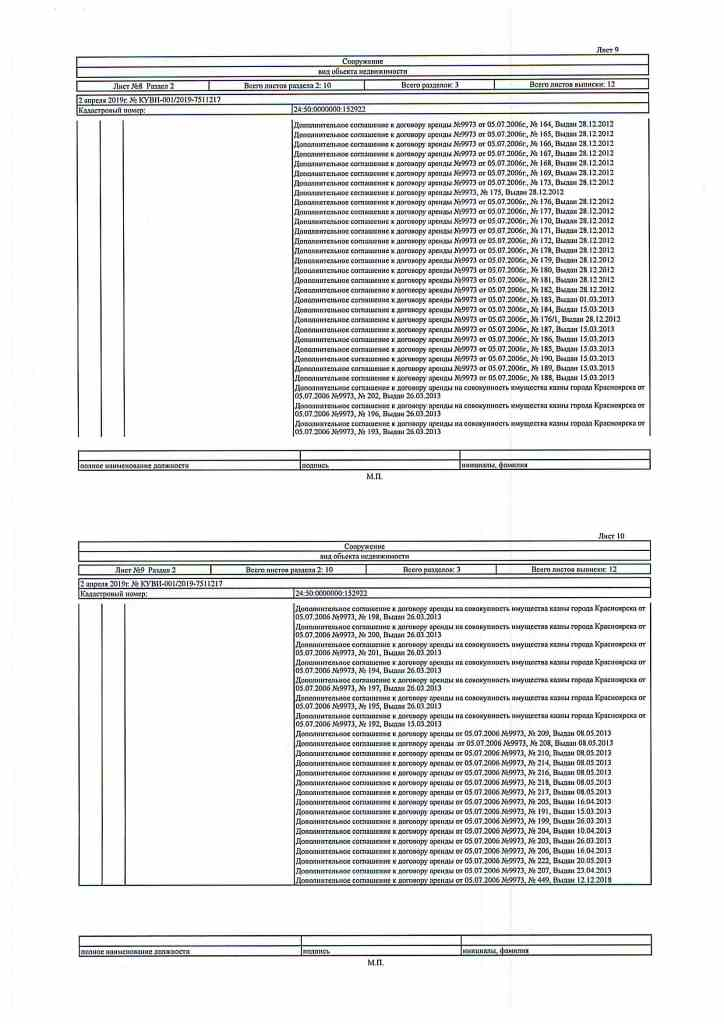 Лист 9
Сооружение
вид объекта недвижимости
Лист №8 Раздел 2 Всего листов раздела 2: 10 Всего разделов: 3 Всего листов выписки: 12
2 апреля 2019г. № КУВИ-001/2019-7511217
Кадастровый номер: 24:50:0000000:152922
Дополнительное соглашение к договору аренды №9973 от 05.07.2006г., № 164, Выдан 28.12.2012
Дополнительное соглашение к договору аренды №9973 от 05.07.2006г., № 165, Выдан 28.12.2012
Дополнительное соглашение к договору аренды №9973 от 05.07.2006г., № 166, Выдан 28.12.2012
Дополнительное соглашение к договору аренды №9973 от 05.07.2006г., № 167, Выдан 28.12.2012
Дополнительное соглашение к договору аренды №9973 от 05.07.2006г., № 168, Выдан 28.12.2012
Дополнительное соглашение к договору аренды №9973 от 05.07.2006г., № 169, Выдан 28.12.2012
Дополнительное соглашение к договору аренды №9973 от 05.07.2006г., № 173, Выдан 28.12.2012
Дополнительное соглашение к договору аренды №9973, № 175, Выдан 28.12.2012
Дополнительное соглашение к договору аренды №9973 от 05.07.2006г., № 176, Выдан 28.12.2012
Дополнительное соглашение к договору аренды №9973 от 05.07.2006г., № 177, Выдан 28.12.2012
Дополнительное соглашение к договору аренды №9973 от 05.07.2006г., № 170, Выдан 28.12.2012
Дополнительное соглашение к договору аренды №9973 от 05.07.2006г., № 171, Выдан 28.12.2012
Дополнительное соглашение к договору аренды №9973 от 05.07.2006г., № 172, Выдан 28.12.2012
Дополнительное соглашение к договору аренды №9973 от 05.07.2006г., № 178, Выдан 28.12.2012
Дополнительное соглашение к договору аренды №9973 от 05.07.2006г., № 179, Выдан 28.12.2012
Дополнительное соглашение к договору аренды №9973 от 05.07.2006г., № 180, Выдан 28.12.2012
Дополнительное соглашение к договору аренды №9973 от 05.07.2006г., № 181, Выдан 28.12.2012
Дополнительное соглашение к договору аренды №9973 от 05.07.2006г., № 182, Выдан 28.12.2012
Дополнительное соглашение к договору аренды №9973 от 05.07.2006г., № 183, Выдан 01.03.2013
Дополнительное соглашение к договору аренды №9973 от 05.07.2006г., № 184, Выдан 15.03.2013
Дополнительное соглашение к договору аренды №9973 от 05.07.2006г., № 176/1, Выдан 28.12.2012
Дополнительное соглашение к договору аренды №9973 от 05.07.2006г., № 187, Выдан 15.03.2013
Дополнительное соглашение к договору аренды №9973 от 05.07.2006г., № 186, Выдан 15.03.2013
Дополнительное соглашение к договору аренды №9973 от 05.07.2006г., № 185, Выдан 15.03.2013
Дополнительное соглашение к договору аренды №9973 от 05.07.2006г., № 190, Выдан 15.03.2013
Дополнительное соглашение к договору аренды №9973 от 05.07.2006г., № 189, Выдан 15.03.2013
Дополнительное соглашение к договору аренды №9973 от 05.07.2006г., № 188, Выдан 15.03.2013
Дополнительное соглашение к договору аренды на совокупность имущества казны города Красноярска от
05.07.2006 №9973, № 202, Выдан 26.03.2013
Дополнительное соглашение к договору аренды на совокупность имущества казны города Красноярска от
05.07.2006 №9973, № 196, Выдан 26.03.2013
Дополнительное соглашение к договору аренды на совокупность имущества казны города Красноярска от
05.07.2006 №9973, № 193, Выдан 26.03.2013
полное наименование должности подпись инициалы, фамилия
М.П.
Лист 10
Сооружение
вид объекта недвижимости
Лист №9 Раздел 2 Всего листов раздела 2: 10 Всего разделов: 3 Всего листов выписки: 12
2 апреля 2019г. № КУВИ-001/2019-7511217
Кадастровый номер: 24:50:0000000:152922
Дополнительное соглашение к договору аренды на совокупность имущества казны города Красноярска от
05.07.2006 №9973, № 198, Выдан 26.03.2013
Дополнительное соглашение к договору аренды на совокупность имущества казны города Красноярска от
05.07.2006 №9973, № 200, Выдан 26.03.2013
Дополнительное соглашение к договору аренды на совокупность имущества казны города Красноярска от
05.07.2006 №9973, № 201, Выдан 26.03.2013
Дополнительное соглашение к договору аренды на совокупность имущества казны города Красноярска от
05.07.2006 №9973, № 194, Выдан 26.03.2013
Дополнительное соглашение к договору аренды на совокупность имущества казны города Красноярска от
05.07.2006 №9973, № 197, Выдан 26.03.2013
Дополнительное соглашение к договору аренды на совокупность имущества казны города Красноярска от
05.07.2006 №9973, № 195, Выдан 26.03.2013
Дополнительное соглашение к договору аренды на совокупность имущества казны города Красноярска от
05.07.2006 №9973, № 192, Выдан 15.03.2013
Дополнительное соглашение к договору аренды от 05.07.2006 №9973, № 209, Выдан 08.05.2013
Дополнительное соглашение к договору аренды от 05.07.2006 №9973, № 208, Выдан 08.05.2013
Дополнительное соглашение к договору аренды от 05.07.2006 №9973, № 210, Выдан 08.05.2013
Дополнительное соглашение к договору аренды от 05.07.2006 №9973, № 214, Выдан 08.05.2013
Дополнительное соглашение к договору аренды от 05.07.2006 №9973, № 216, Выдан 08.05.2013
Дополнительное соглашение к договору аренды от 05.07.2006 №9973, № 218, Выдан 08.05.2013
Дополнительное соглашение к договору аренды от 05.07.2006 №9973, № 217, Выдан 08.05.2013
Дополнительное соглашение к договору аренды от 05.07.2006 №9973, № 205, Выдан 16.04.2013
Дополнительное соглашение к договору аренды от 05.07.2006 №9973, № 191, Выдан 15.03.2013
Дополнительное соглашение к договору аренды от 05.07.2006 №9973, № 199, Выдан 26.03.2013
Дополнительное соглашение к договору аренды от 05.07.2006 №9973, № 204, Выдан 10.04.2013
Дополнительное соглашение к договору аренды от 05.07.2006 №9973, № 203, Выдан 26.03.2013
Дополнительное соглашение к договору аренды от 05.07.2006 №9973, № 206, Выдан 16.04.2013
Дополнительное соглашение к договору аренды от 05.07.2006 №9973, № 222, Выдан 20.05.2013
Дополнительное соглашение к договору аренды от 05.07.2006 №9973, № 207, Выдан 23.04.2013
Дополнительное соглашение к договору аренды от 05.07.2006 №9973, № 449, Выдан 12.12.2018
полное наименование должности подпись инициалы, фамилия
М.П.